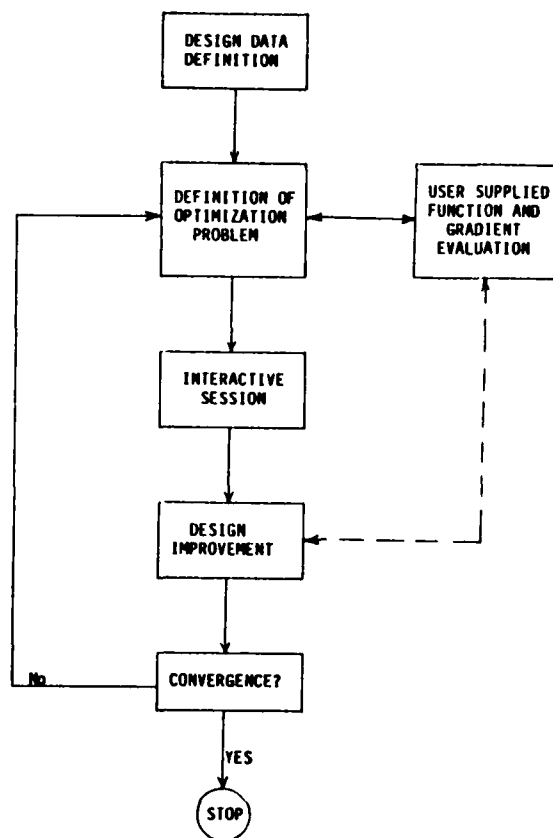 DESIGN DATA
DEFINITION
DEFINITION OF
OPTIMIZATION
PROBLEM
USER SUPPLIED
FUNCTION AND
GRADIENT
EVALUATION
INTERACTIVE
SESSION
DESIGN
IMPROVEMENT
No
CONVERGENCE?
YES
STOP